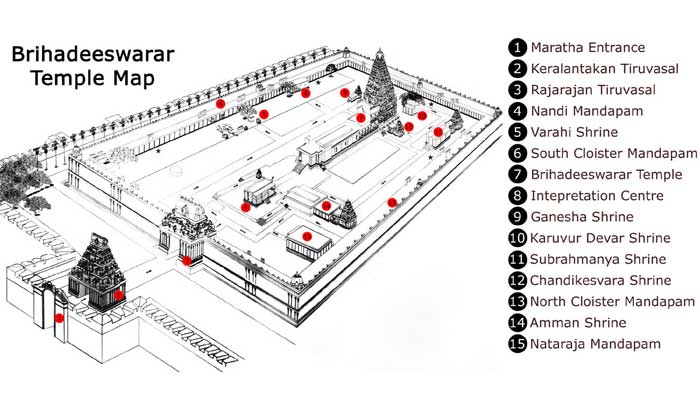 Brihadeeswarar
Temple Map
1 Maratha Entrance
2 Keralantakan Tiruvasal
3 Rajarajan Tiruvasal
4 Nandi Mandapam
5 Varahi Shrine
6 South Cloister Mandapam
7 Brihadeeswarar Temple
8 Intepretation Centre
9 Ganesha Shrine
10 Karuvur Devar Shrine
11 Subrahmanya Shrine
12 Chandikesvara Shrine
13 North Cloister Mandapam
14 Amman Shrine
15 Nataraja Mandapam